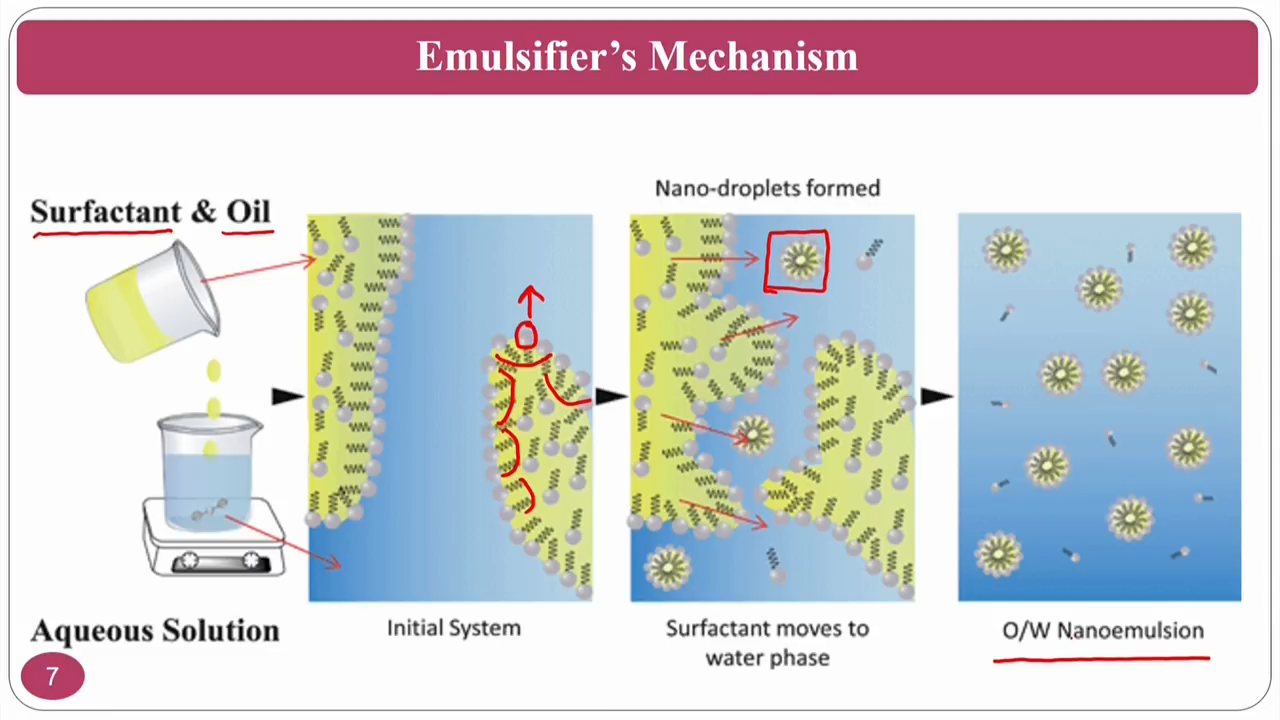 Emulsifier's Mechanism
Nano-droplets formed
Surfactant & Oil
Initial System
Surfactant moves to
water phase
O/W Nanoemulsion
Aqueous Solution
7